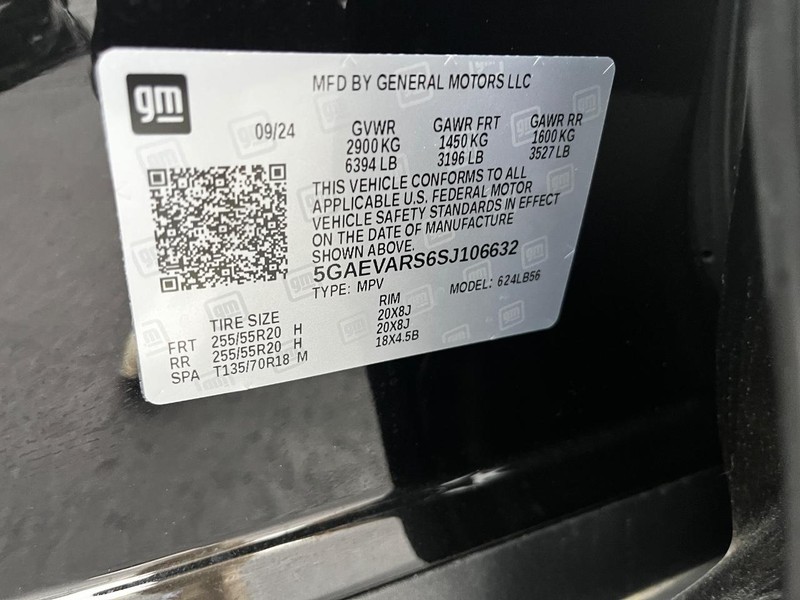 gm
MFD BY GENERAL MOTORS LLC
09/24 GVWR GAWR FRT GAWR RR
2900 KG 1450 KG 1600 KG
6394 LB 3196 LB 3527 LB
THIS VEHICLE CONFORMS TO ALL
APPLICABLE U.S. FEDERAL MOTOR
VEHICLE SAFETY STANDARDS IN EFFECT
ON THE DATE OF MANUFACTURE
SHOWN ABOVE.
5GAEVARS6SJ106632
TYPE: MPV MODEL: 624LB56
TIRE SIZE RIM
FRT 255/55R20 H 20X8J
RR 255/55R20 H 20X8J
SPA T135/70R18 M 18X4.5B